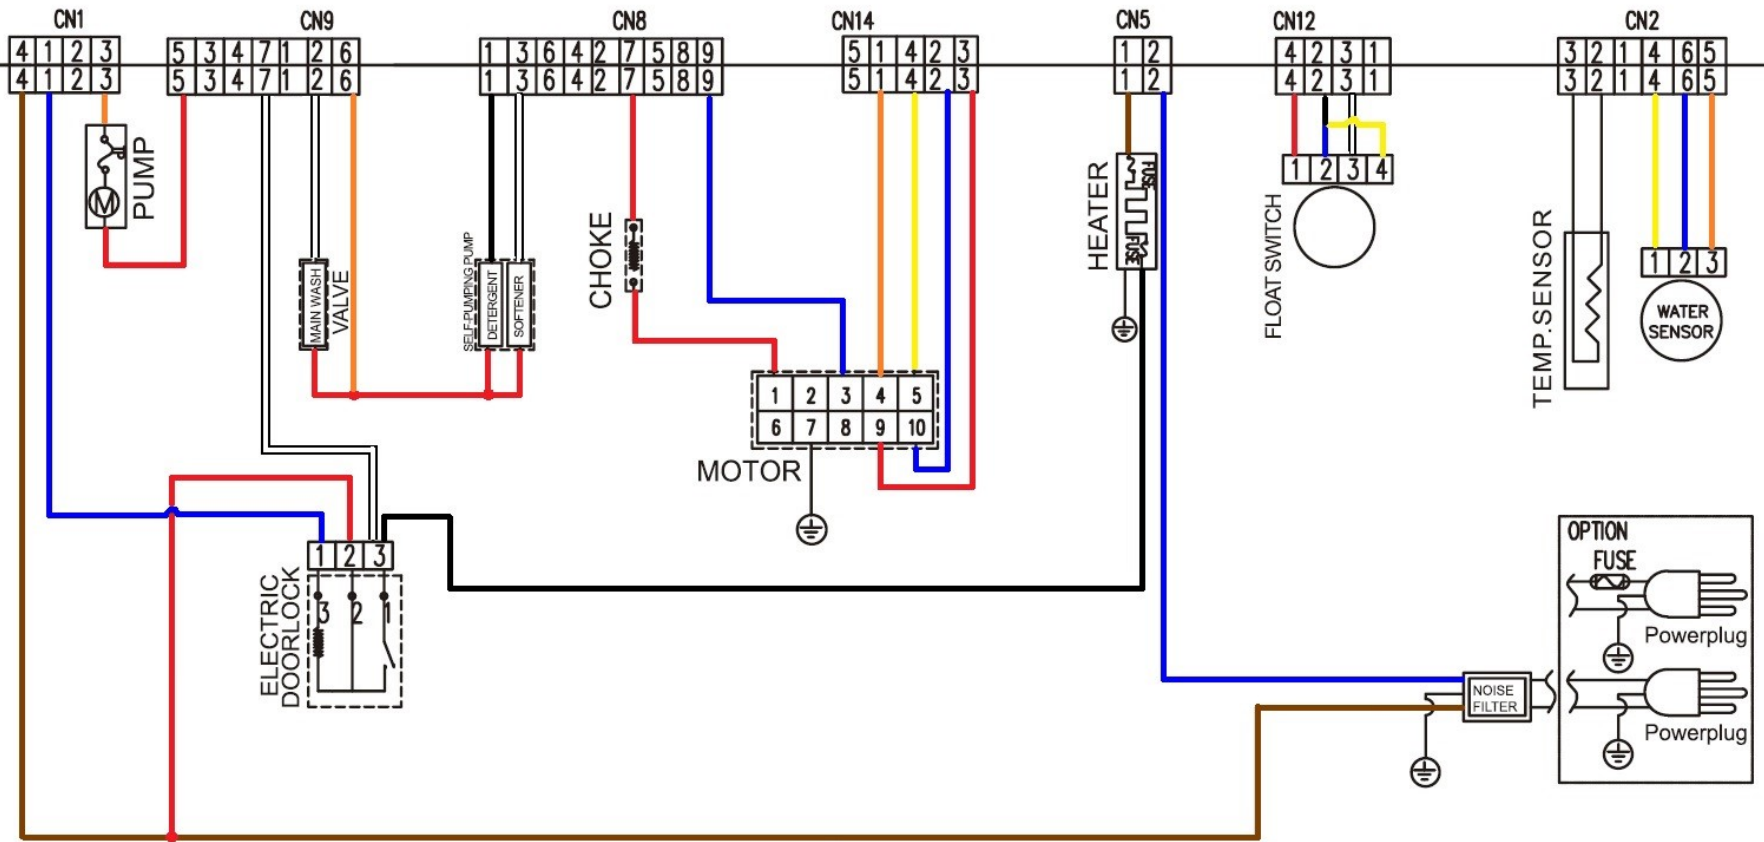 CN1 CN9 CN8 CN14 CN5 CN12 CN2
4 1 2 3 5 3 4 7 1 2 6 1 3 6 4 2 7 5 8 9 5 1 4 2 3 1 2 4 2 3 1 3 2 1 4 6 5
4 1 2 3 5 3 4 7 1 2 6 1 3 6 4 2 7 5 8 9 5 1 4 2 3 1 2 4 2 3 1 3 2 1 4 6 5
PUMP
M
MAIN WASH
VALVE
SELF-PUMPING PUMP
DETERGENT
SOFTENER
CHOKE
HEATER
FUSE
FUSE
1 2 3 4
FLOAT SWITCH
TEMP.SENSOR
1 2 3
WATER
SENSOR
1 2 3 4 5
6 7 8 9 10
MOTOR
1 2 3
3 2 1
ELECTRIC
DOORLOCK
NOISE
FILTER
OPTION
FUSE
Powerplug
Powerplug